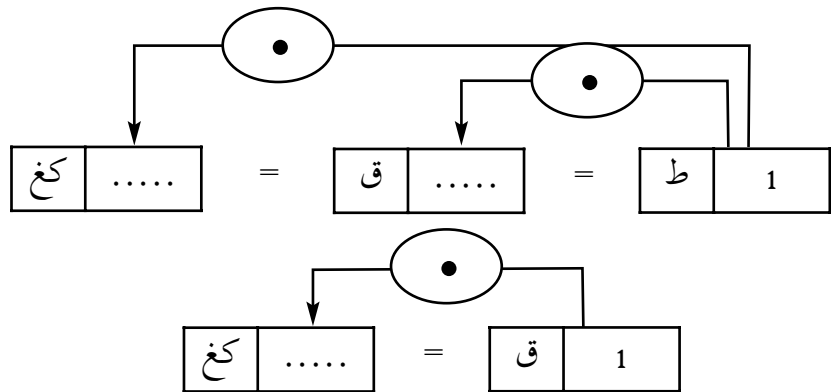 1 ط = ..... ق = ..... كغ
1 ق = ..... كغ